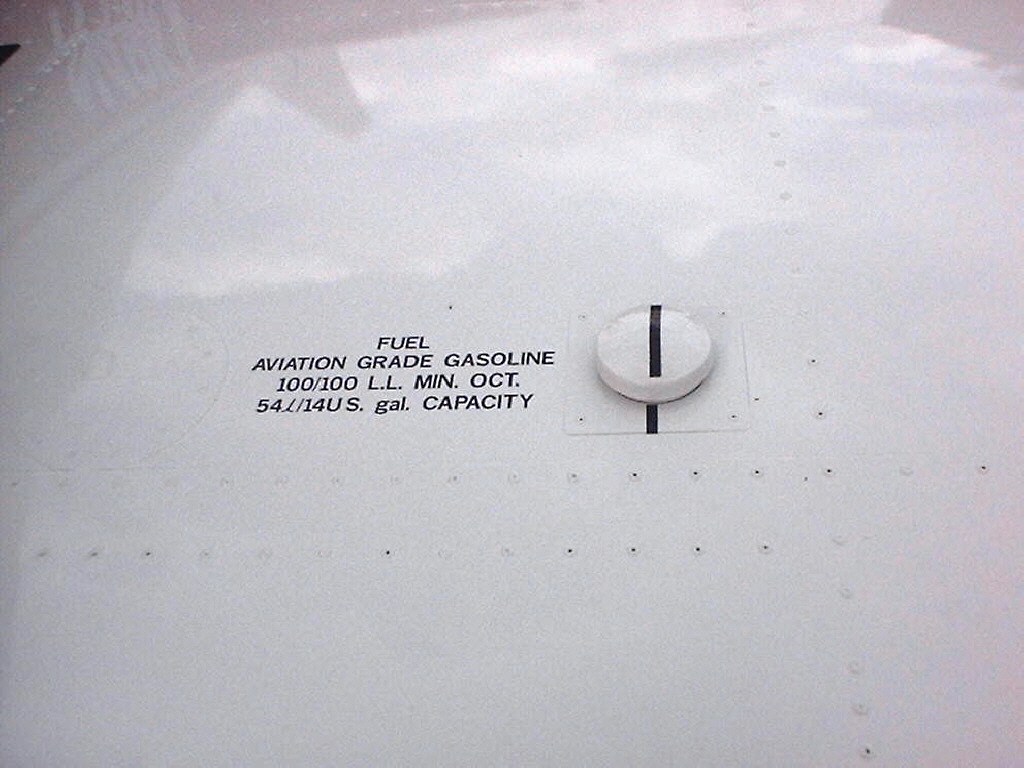 FUEL
AVIATION GRADE GASOLINE
100/100 L.L. MIN. OCT.
54ℓ/14U S. gal. CAPACITY